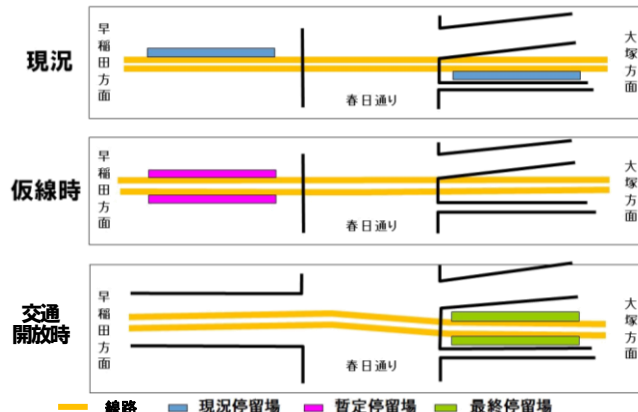 現況
早稲田方面
春日通り
大塚方面
仮線時
早稲田方面
春日通り
大塚方面
交通
開放時
早稲田方面
春日通り
大塚方面
線路 現況停留場 暫定停留場 最終停留場